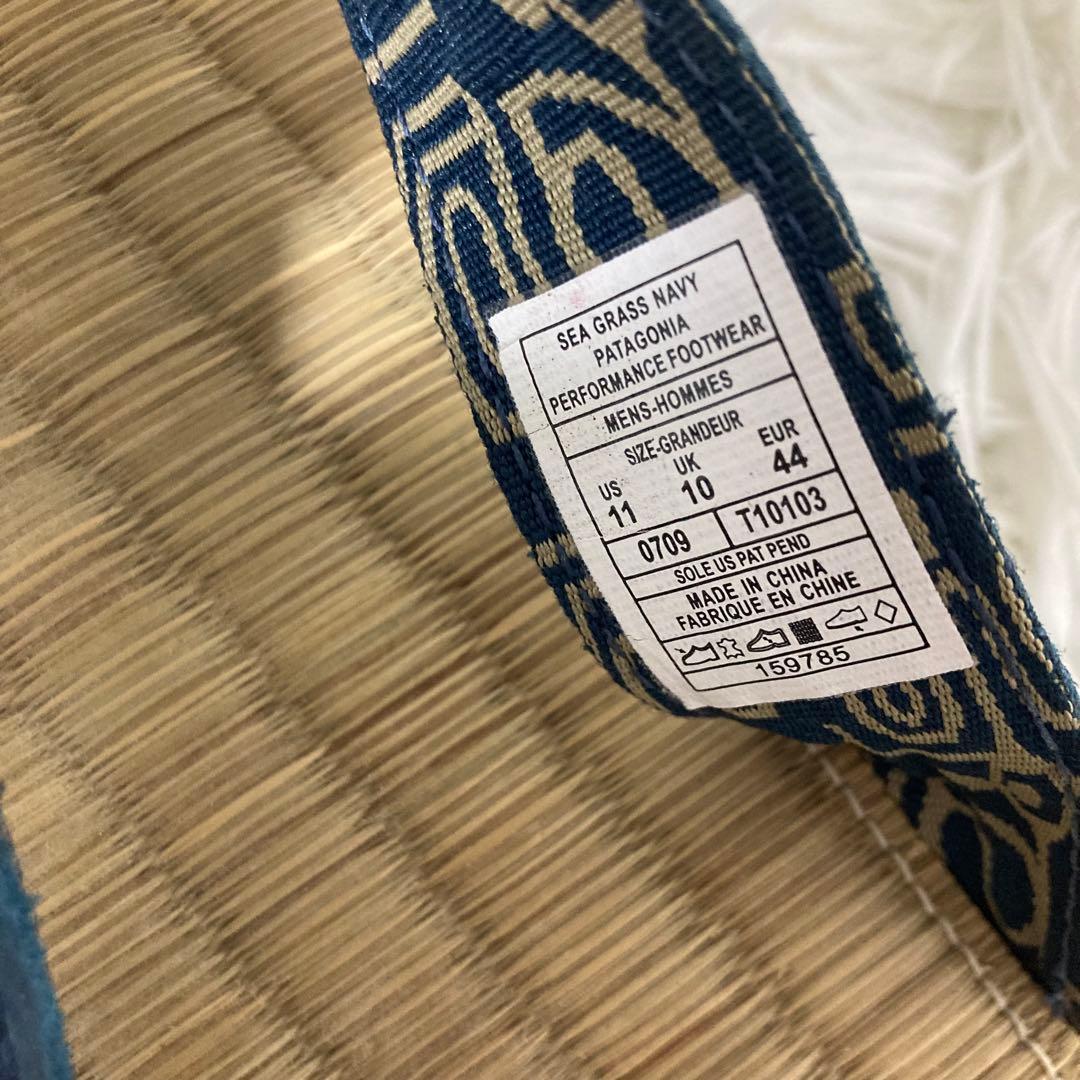 SEA GRASS NAVY
PATAGONIA
PERFORMANCE FOOTWEAR
MENS-HOMMES
SIZE-GRANDEUR
US UK EUR
11 10 44
0709 T10103
SOLE US PAT PEND
MADE IN CHINA
FABRIQUE EN CHINE
159785